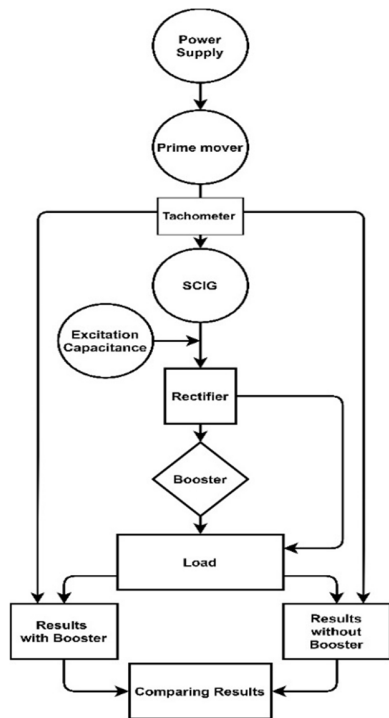 Power
Supply
Prime mover
Tachometer
SCIG
Excitation
Capacitance
Rectifier
Booster
Load
Results
with Booster
Results
without
Booster
Comparing Results